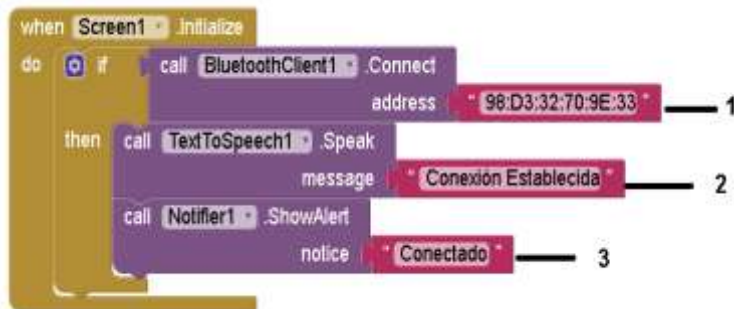 when Screen1 .Initialize
do if call BluetoothClient1 .Connect
address "98:D3:32:70:9E:33" 1
then call TextToSpeech1 .Speak
message "Conexión Establecida" 2
call Notifier1 .ShowAlert
notice "Conectado" 3